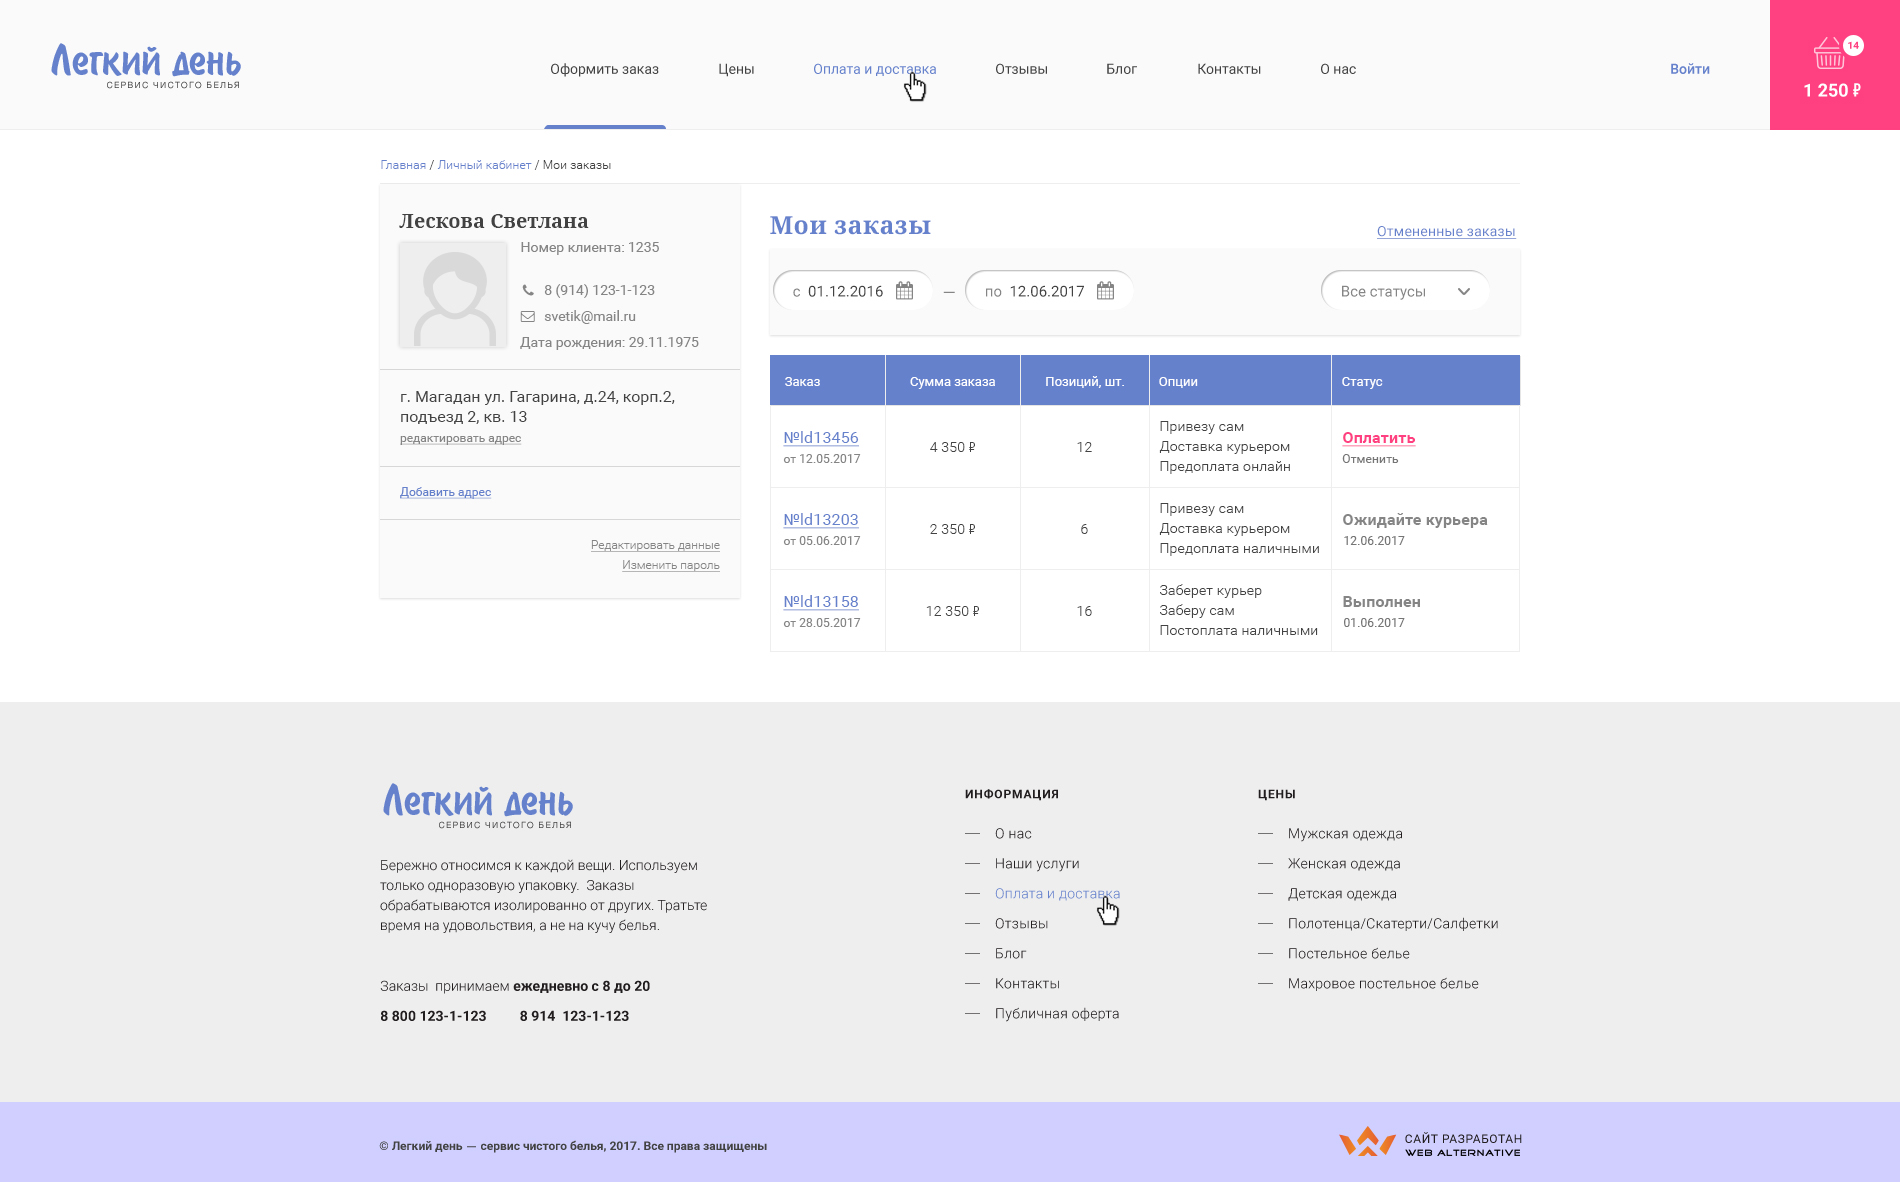 Легкий день
СЕРВИС ЧИСТОГО БЕЛЬЯ
Оформить заказ
Цены
Оплата и доставка
Отзывы
Блог
Контакты
О нас
Войти
14
1 250 ₽
Главная / Личный кабинет / Мои заказы
Лескова Светлана
Номер клиента: 1235
8 (914) 123-1-123
svetik@mail.ru
Дата рождения: 29.11.1975
г. Магадан ул. Гагарина, д.24, корп.2,
подъезд 2, кв. 13
редактировать адрес
Добавить адрес
Редактировать данные
Изменить пароль
Мои заказы
Отмененные заказы
с 01.12.2016 — по 12.06.2017
Все статусы
Заказ
Сумма заказа
Позиций, шт.
Опции
Статус
№ld13456
от 12.05.2017
4 350 ₽
12
Привезу сам
Доставка курьером
Предоплата онлайн
Оплатить
Отменить
№ld13203
от 05.06.2017
2 350 ₽
6
Привезу сам
Доставка курьером
Предоплата наличными
Ожидайте курьера
12.06.2017
№ld13158
от 28.05.2017
12 350 ₽
16
Заберет курьер
Заберу сам
Постоплата наличными
Выполнен
01.06.2017
Легкий день
СЕРВИС ЧИСТОГО БЕЛЬЯ
Бережно относимся к каждой вещи. Используем
только одноразовую упаковку. Заказы
обрабатываются изолированно от других. Тратьте
время на удовольствия, а не на кучу белья.
Заказы принимаем ежедневно с 8 до 20
8 800 123-1-123 8 914 123-1-123
ИНФОРМАЦИЯ
— О нас
— Наши услуги
— Оплата и доставка
— Отзывы
— Блог
— Контакты
— Публичная оферта
ЦЕНЫ
— Мужская одежда
— Женская одежда
— Детская одежда
— Полотенца/Скатерти/Салфетки
— Постельное белье
— Махровое постельное белье
© Легкий день — сервис чистого белья, 2017. Все права защищены
САЙТ РАЗРАБОТАН
WEB ALTERNATIVE